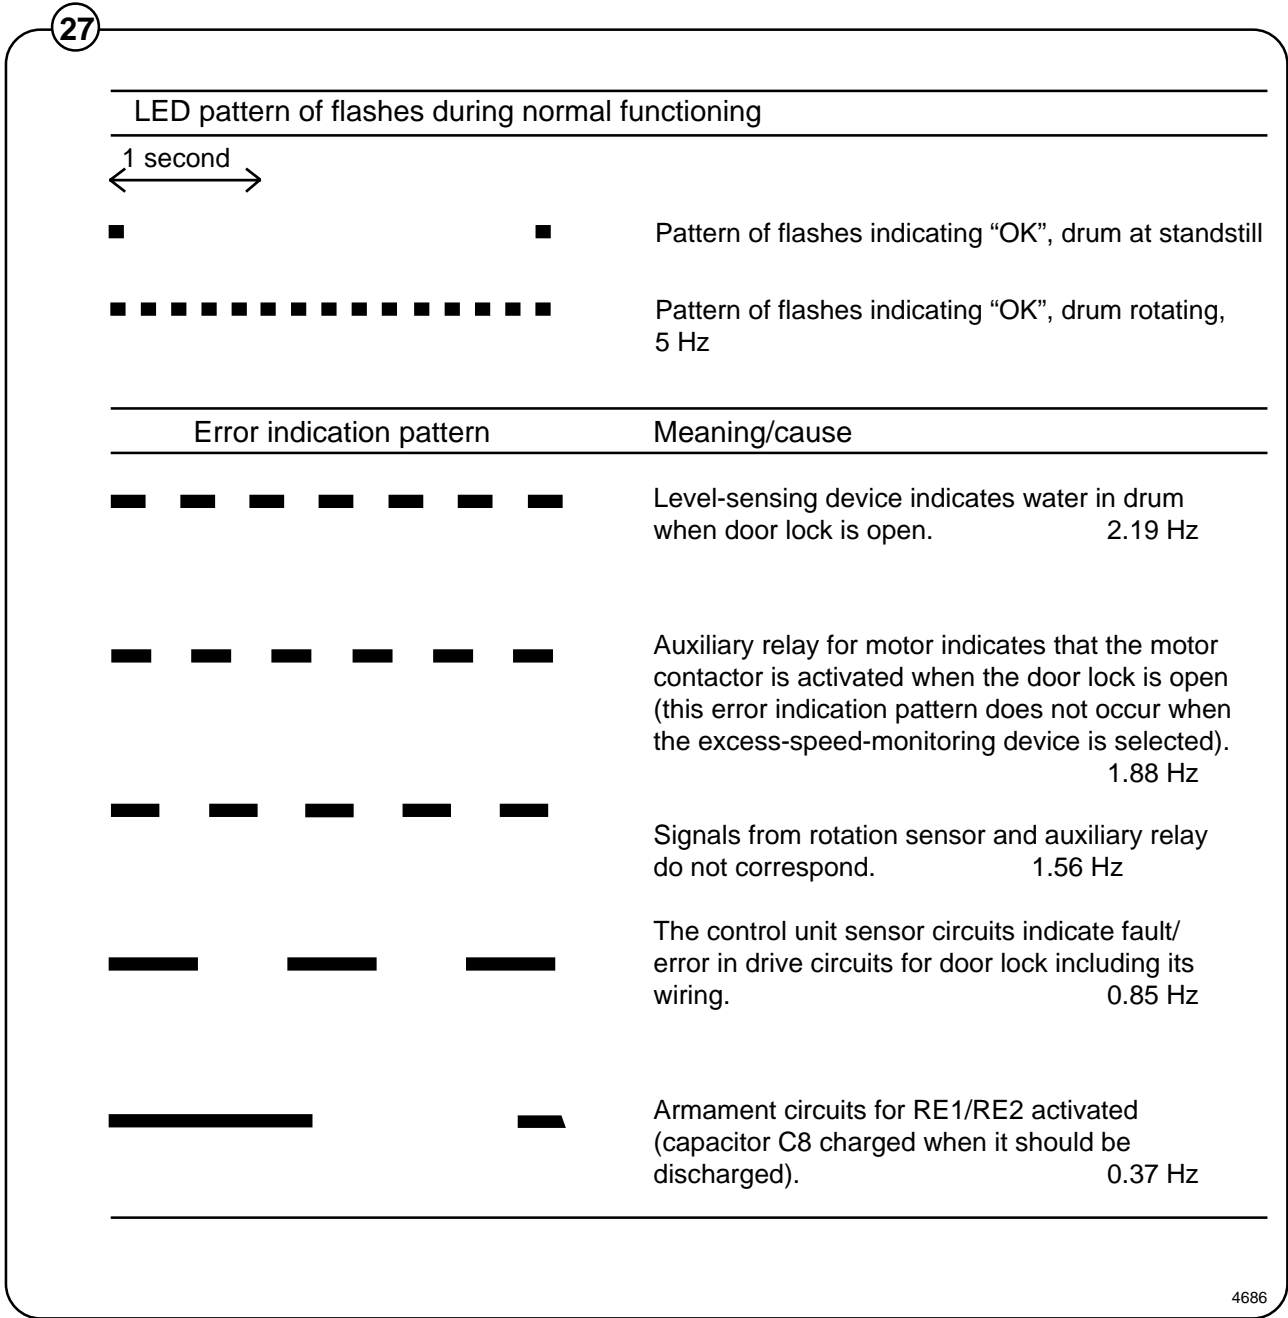 27
LED pattern of flashes during normal functioning
1 second
Pattern of flashes indicating “OK”, drum at standstill
Pattern of flashes indicating “OK”, drum rotating,
5 Hz
Error indication pattern Meaning/cause
Level-sensing device indicates water in drum
when door lock is open. 2.19 Hz
Auxiliary relay for motor indicates that the motor
contactor is activated when the door lock is open
(this error indication pattern does not occur when
the excess-speed-monitoring device is selected).
1.88 Hz
Signals from rotation sensor and auxiliary relay
do not correspond. 1.56 Hz
The control unit sensor circuits indicate fault/
error in drive circuits for door lock including its
wiring. 0.85 Hz
Armament circuits for RE1/RE2 activated
(capacitor C8 charged when it should be
discharged). 0.37 Hz
4686